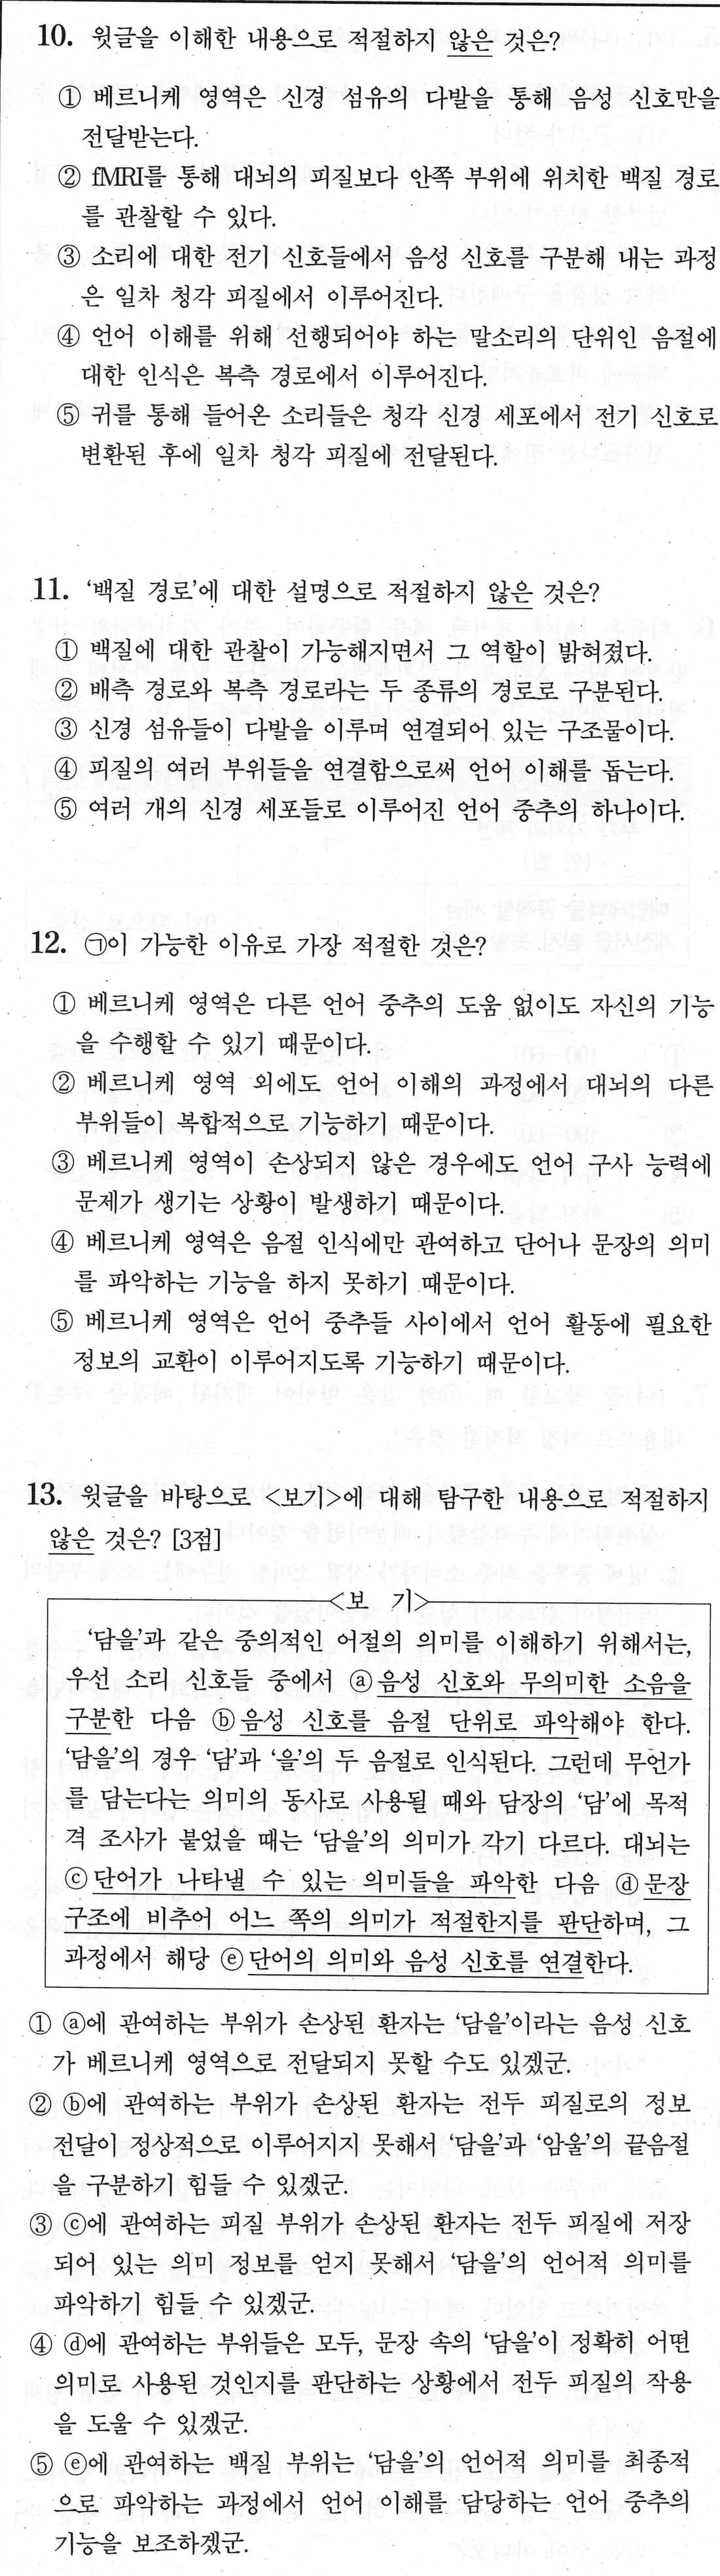 10. 윗글을 이해한 내용으로 적절하지 않은 것은?
① 베르니케 영역은 신경 섬유의 다발을 통해 음성 신호만을
전달받는다.
② fMRI를 통해 대뇌의 피질보다 안쪽 부위에 위치한 백질 경로
를 관찰할 수 있다.
③ 소리에 대한 전기 신호들에서 음성 신호를 구분해 내는 과정
은 일차 청각 피질에서 이루어진다.
④ 언어 이해를 위해 선행되어야 하는 말소리의 단위인 음절에
대한 인식은 복측 경로에서 이루어진다.
⑤ 귀를 통해 들어온 소리들은 청각 신경 세포에서 전기 신호로
변환된 후에 일차 청각 피질에 전달된다.
11. ‘백질 경로’에 대한 설명으로 적절하지 않은 것은?
① 백질에 대한 관찰이 가능해지면서 그 역할이 밝혀졌다.
② 배측 경로와 복측 경로라는 두 종류의 경로로 구분된다.
③ 신경 섬유들이 다발을 이루며 연결되어 있는 구조물이다.
④ 피질의 여러 부위들을 연결함으로써 언어 이해를 돕는다.
⑤ 여러 개의 신경 세포들로 이루어진 언어 중추의 하나이다.
12. ㉠이 가능한 이유로 가장 적절한 것은?
① 베르니케 영역은 다른 언어 중추의 도움 없이도 자신의 기능
을 수행할 수 있기 때문이다.
② 베르니케 영역 외에도 언어 이해의 과정에서 대뇌의 다른
부위들이 복합적으로 기능하기 때문이다.
③ 베르니케 영역이 손상되지 않은 경우에도 언어 구사 능력에
문제가 생기는 상황이 발생하기 때문이다.
④ 베르니케 영역은 음절 인식에만 관여하고 단어나 문장의 의미
를 파악하는 기능을 하지 못하기 때문이다.
⑤ 베르니케 영역은 언어 중추들 사이에서 언어 활동에 필요한
정보의 교환이 이루어지도록 기능하기 때문이다.
13. 윗글을 바탕으로 <보기>에 대해 탐구한 내용으로 적절하지
않은 것은? [3점]
<보 기>
‘담을’과 같은 중의적인 어절의 의미를 이해하기 위해서는,
우선 소리 신호들 중에서 ⓐ음성 신호와 무의미한 소음을
구분한 다음 ⓑ음성 신호를 음절 단위로 파악해야 한다.
‘담을’의 경우 ‘담’과 ‘을’의 두 음절로 인식된다. 그런데 무언가
를 담는다는 의미의 동사로 사용될 때와 담장의 ‘담’에 목적
격 조사가 붙었을 때는 ‘담을’의 의미가 각기 다르다. 대뇌는
ⓒ단어가 나타낼 수 있는 의미들을 파악한 다음 ⓓ문장
구조에 비추어 어느 쪽의 의미가 적절한지를 판단하며, 그
과정에서 해당 ⓔ단어의 의미와 음성 신호를 연결한다.
① ⓐ에 관여하는 부위가 손상된 환자는 ‘담을’이라는 음성 신호
가 베르니케 영역으로 전달되지 못할 수도 있겠군.
② ⓑ에 관여하는 부위가 손상된 환자는 전두 피질로의 정보
전달이 정상적으로 이루어지지 못해서 ‘담을’과 ‘암울’의 끝음절
을 구분하기 힘들 수 있겠군.
③ ⓒ에 관여하는 피질 부위가 손상된 환자는 전두 피질에 저장
되어 있는 의미 정보를 얻지 못해서 ‘담을’의 언어적 의미를
파악하기 힘들 수 있겠군.
④ ⓓ에 관여하는 부위들은 모두, 문장 속의 ‘담을’이 정확히 어떤
의미로 사용된 것인지를 판단하는 상황에서 전두 피질의 작용
을 도울 수 있겠군.
⑤ ⓔ에 관여하는 백질 부위는 ‘담을’의 언어적 의미를 최종적
으로 파악하는 과정에서 언어 이해를 담당하는 언어 중추의
기능을 보조하겠군.